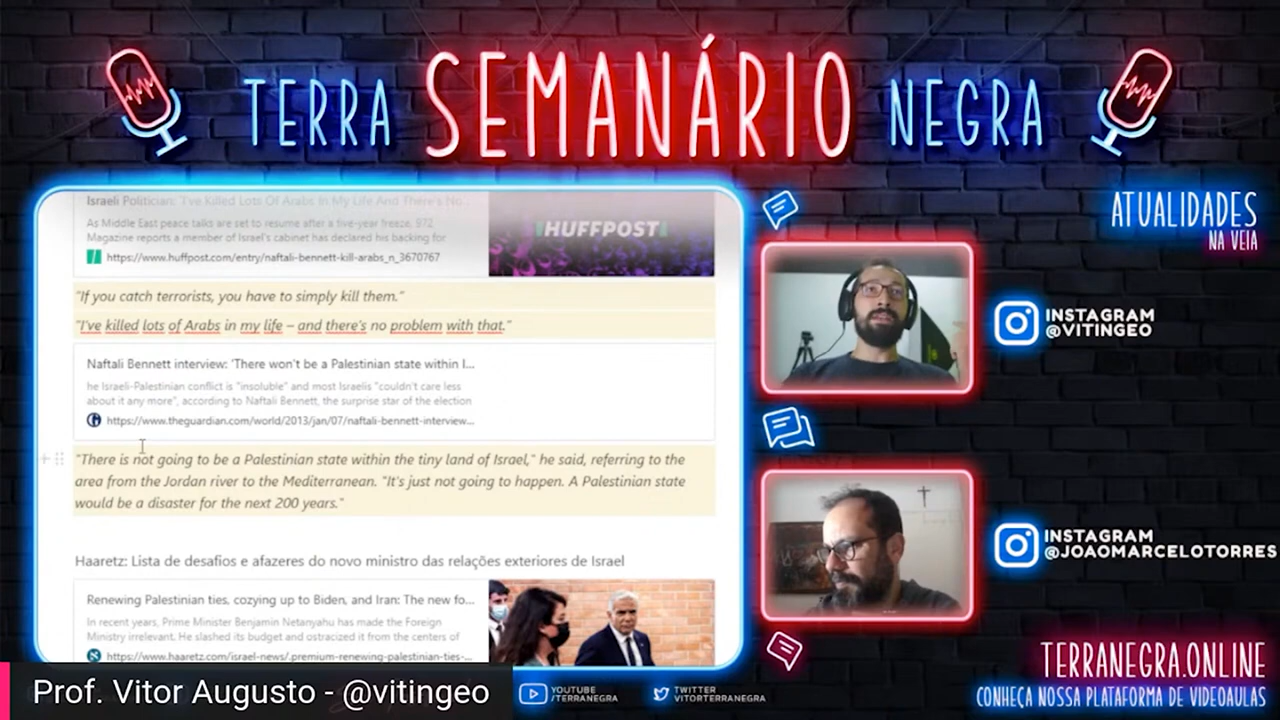 TERRA SEMANÁRIO NEGRA
Israeli Politician: 'I've Killed Lots Of Arabs In My Life And There's No...
As Middle East peace talks are set to resume after a five-year freeze, 972
Magazine reports a member of Israel's cabinet has declared his backing for
https://www.huffpost.com/entry/naftali-bennett-kill-arabs_n_3670767
HUFFPOST
"If you catch terrorists, you have to simply kill them."
"I've killed lots of Arabs in my life – and there's no problem with that."
Naftali Bennett interview: 'There won't be a Palestinian state within I...
he Israeli-Palestinian conflict is "insoluble" and most Israelis "couldn't care less
about it any more", according to Naftali Bennett, the surprise star of the election
https://www.theguardian.com/world/2013/jan/07/naftali-bennett-interview...
"There is not going to be a Palestinian state within the tiny land of Israel," he said, referring to the
area from the Jordan river to the Mediterranean. "It's just not going to happen. A Palestinian state
would be a disaster for the next 200 years."
Haaretz: Lista de desafios e afazeres do novo ministro das relações exteriores de Israel
Renewing Palestinian ties, cozying up to Biden, and Iran: The new fo...
In recent years, Prime Minister Benjamin Netanyahu has made the Foreign
Ministry irrelevant. He slashed its budget and ostracized it from the centers of
https://www.haaretz.com/israel-news/.premium-renewing-palestinian-ties-...
ATUALIDADES
NA VEIA
INSTAGRAM
@VITINGEO
INSTAGRAM
@JOAOMARCELOTORRES
TERRANEGRA.ONLINE
CONHEÇA NOSSA PLATAFORMA DE VIDEOAULAS
Prof. Vitor Augusto - @vitingeo
YOUTUBE
/TERRANEGRA
TWITTER
VITORTERRANEGRA